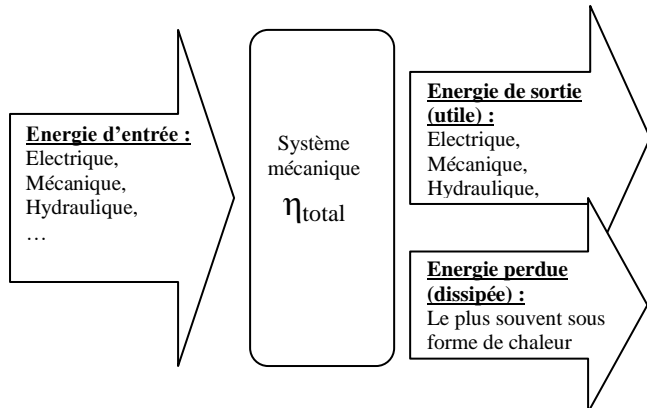 Energie d'entrée :
Electrique,
Mécanique,
Hydraulique,
…
Système
mécanique
ηtotal
Energie de sortie
(utile) :
Electrique,
Mécanique,
Hydraulique,
Energie perdue
(dissipée) :
Le plus souvent sous
forme de chaleur